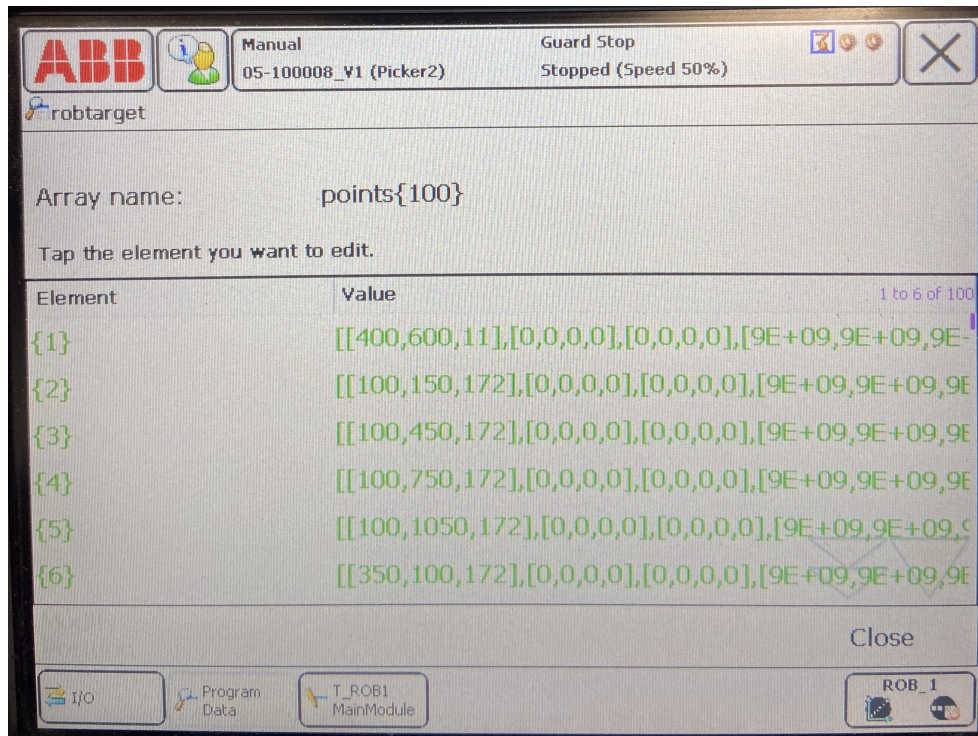 ABB
Manual
05-100008_V1 (Picker2)
Guard Stop
Stopped (Speed 50%)
robtarget
Array name: points{100}
Tap the element you want to edit.
Element Value 1 to 6 of 100
{1} [[400,600,11],[0,0,0,0],[0,0,0,0],[9E+09,9E+09,9E-
{2} [[100,150,172],[0,0,0,0],[0,0,0,0],[9E+09,9E+09,9E
{3} [[100,450,172],[0,0,0,0],[0,0,0,0],[9E+09,9E+09,9E
{4} [[100,750,172],[0,0,0,0],[0,0,0,0],[9E+09,9E+09,9E
{5} [[100,1050,172],[0,0,0,0],[0,0,0,0],[9E+09,9E+09,9
{6} [[350,100,172],[0,0,0,0],[0,0,0,0],[9E+09,9E+09,9E
Close
I/O
Program
Data
T_ROB1
MainModule
ROB_1